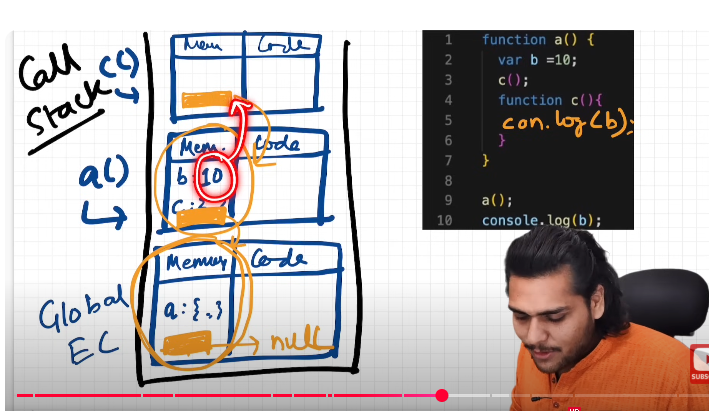 Call
Stack
c()
Mem
Code
a()
Mem.
Code
b: 10
Global
EC
Memory
Code
a: {..}
null
1 function a() {
2 var b =10;
3 c();
4 function c(){
5 con.log(b);
6 }
7 }
8
9 a();
10 console.log(b);
SUBS